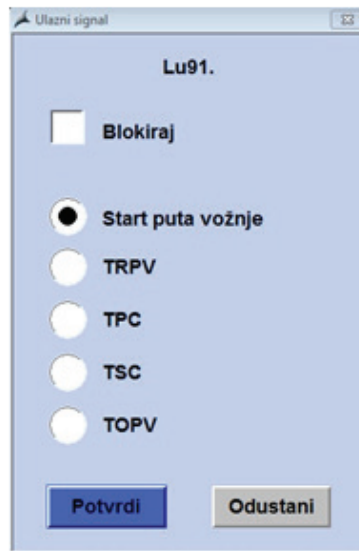 Ulazni signal
Lu91.
Blokiraj
Start puta vožnje
TRPV
TPC
TSC
TOPV
Potvrdi Odustani